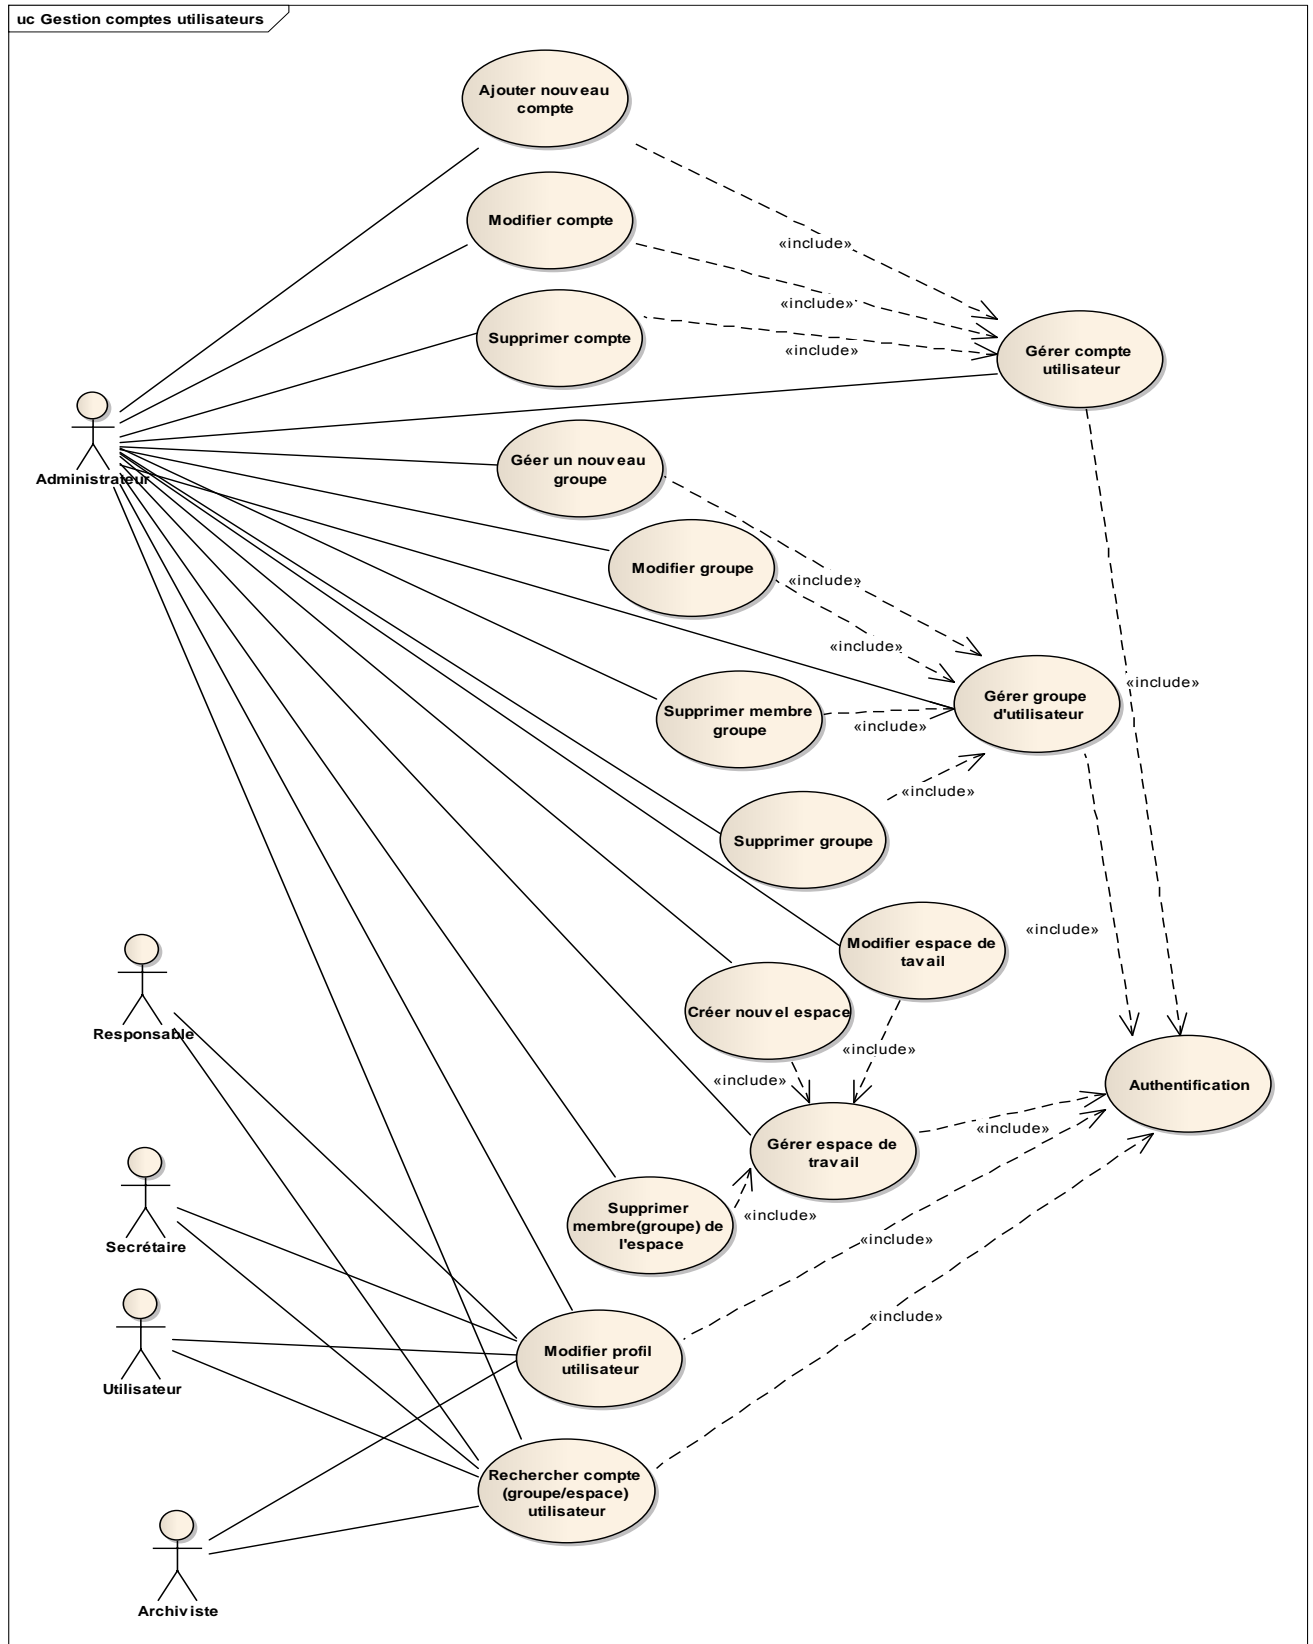 uc Gestion comptes utilisateurs
Ajouter nouveau
compte
Modifier compte
«include»
«include»
Supprimer compte
«include»
Gérer compte
utilisateur
Administrateur
Géer un nouveau
groupe
Modifier groupe
«include»
«include»
«include»
Gérer groupe
d'utilisateur
Supprimer membre
groupe
«include»
«include»
Supprimer groupe
«include»
Modifier espace de
tavail
Créer nouvel espace
Responsable
«include»
«include»
Authentification
«include»
Gérer espace de
travail
Supprimer
membre(groupe) de
l'espace
«include»
Secrétaire
«include»
«include»
Modifier profil
utilisateur
Utilisateur
Rechercher compte
(groupe/espace)
utilisateur
Archiviste